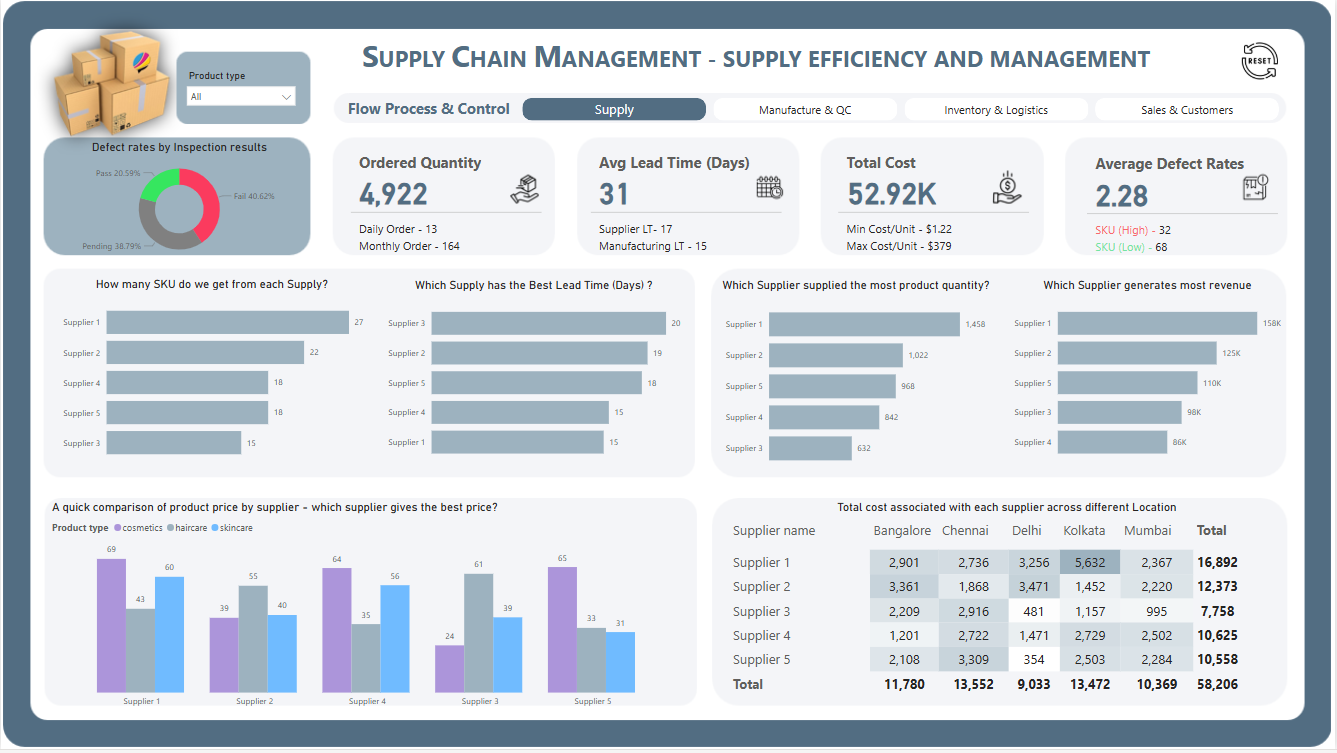 SUPPLY CHAIN MANAGEMENT - SUPPLY EFFICIENCY AND MANAGEMENT
RESET
Product type
All
Flow Process & Control
Supply
Manufacture & QC
Inventory & Logistics
Sales & Customers
Defect rates by Inspection results
Pass 20.59%
Fail 40.62%
Pending 38.79%
Ordered Quantity
4,922
Daily Order - 13
Monthly Order - 164
Avg Lead Time (Days)
31
Supplier LT- 17
Manufacturing LT - 15
Total Cost
52.92K
Min Cost/Unit - $1.22
Max Cost/Unit - $379
Average Defect Rates
2.28
SKU (High) - 32
SKU (Low) - 68
How many SKU do we get from each Supply?
Supplier 1 27
Supplier 2 22
Supplier 4 18
Supplier 5 18
Supplier 3 15
Which Supply has the Best Lead Time (Days) ?
Supplier 3 20
Supplier 2 19
Supplier 5 18
Supplier 4 15
Supplier 1 15
Which Supplier supplied the most product quantity?
Supplier 1 1,458
Supplier 2 1,022
Supplier 5 968
Supplier 4 842
Supplier 3 632
Which Supplier generates most revenue
Supplier 1 158K
Supplier 2 125K
Supplier 5 110K
Supplier 3 98K
Supplier 4 86K
A quick comparison of product price by supplier - which supplier gives the best price?
Product type cosmetics haircare skincare
69 43 60
39 55 40
64 35 56
24 61 39
65 33 31
Supplier 1 Supplier 2 Supplier 4 Supplier 3 Supplier 5
Total cost associated with each supplier across different Location
Supplier name Bangalore Chennai Delhi Kolkata Mumbai Total
Supplier 1 2,901 2,736 3,256 5,632 2,367 16,892
Supplier 2 3,361 1,868 3,471 1,452 2,220 12,373
Supplier 3 2,209 2,916 481 1,157 995 7,758
Supplier 4 1,201 2,722 1,471 2,729 2,502 10,625
Supplier 5 2,108 3,309 354 2,503 2,284 10,558
Total 11,780 13,552 9,033 13,472 10,369 58,206